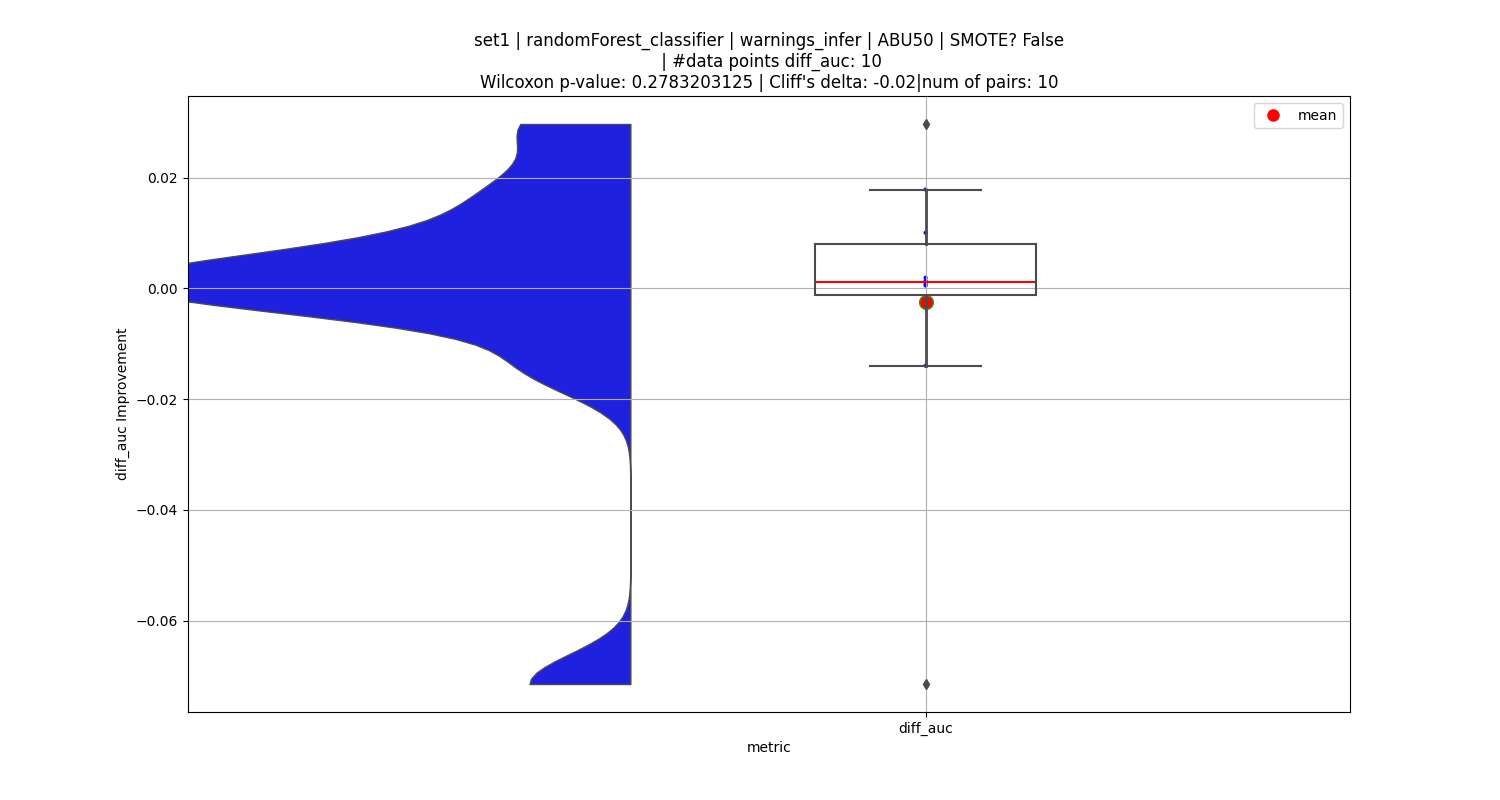 set1 | randomForest_classifier | warnings_infer | ABU50 | SMOTE? False
| #data points diff_auc: 10
Wilcoxon p-value: 0.2783203125 | Cliff's delta: -0.02|num of pairs: 10
mean
0.02
0.00
−0.02
−0.04
−0.06
diff_auc Improvement
diff_auc
metric